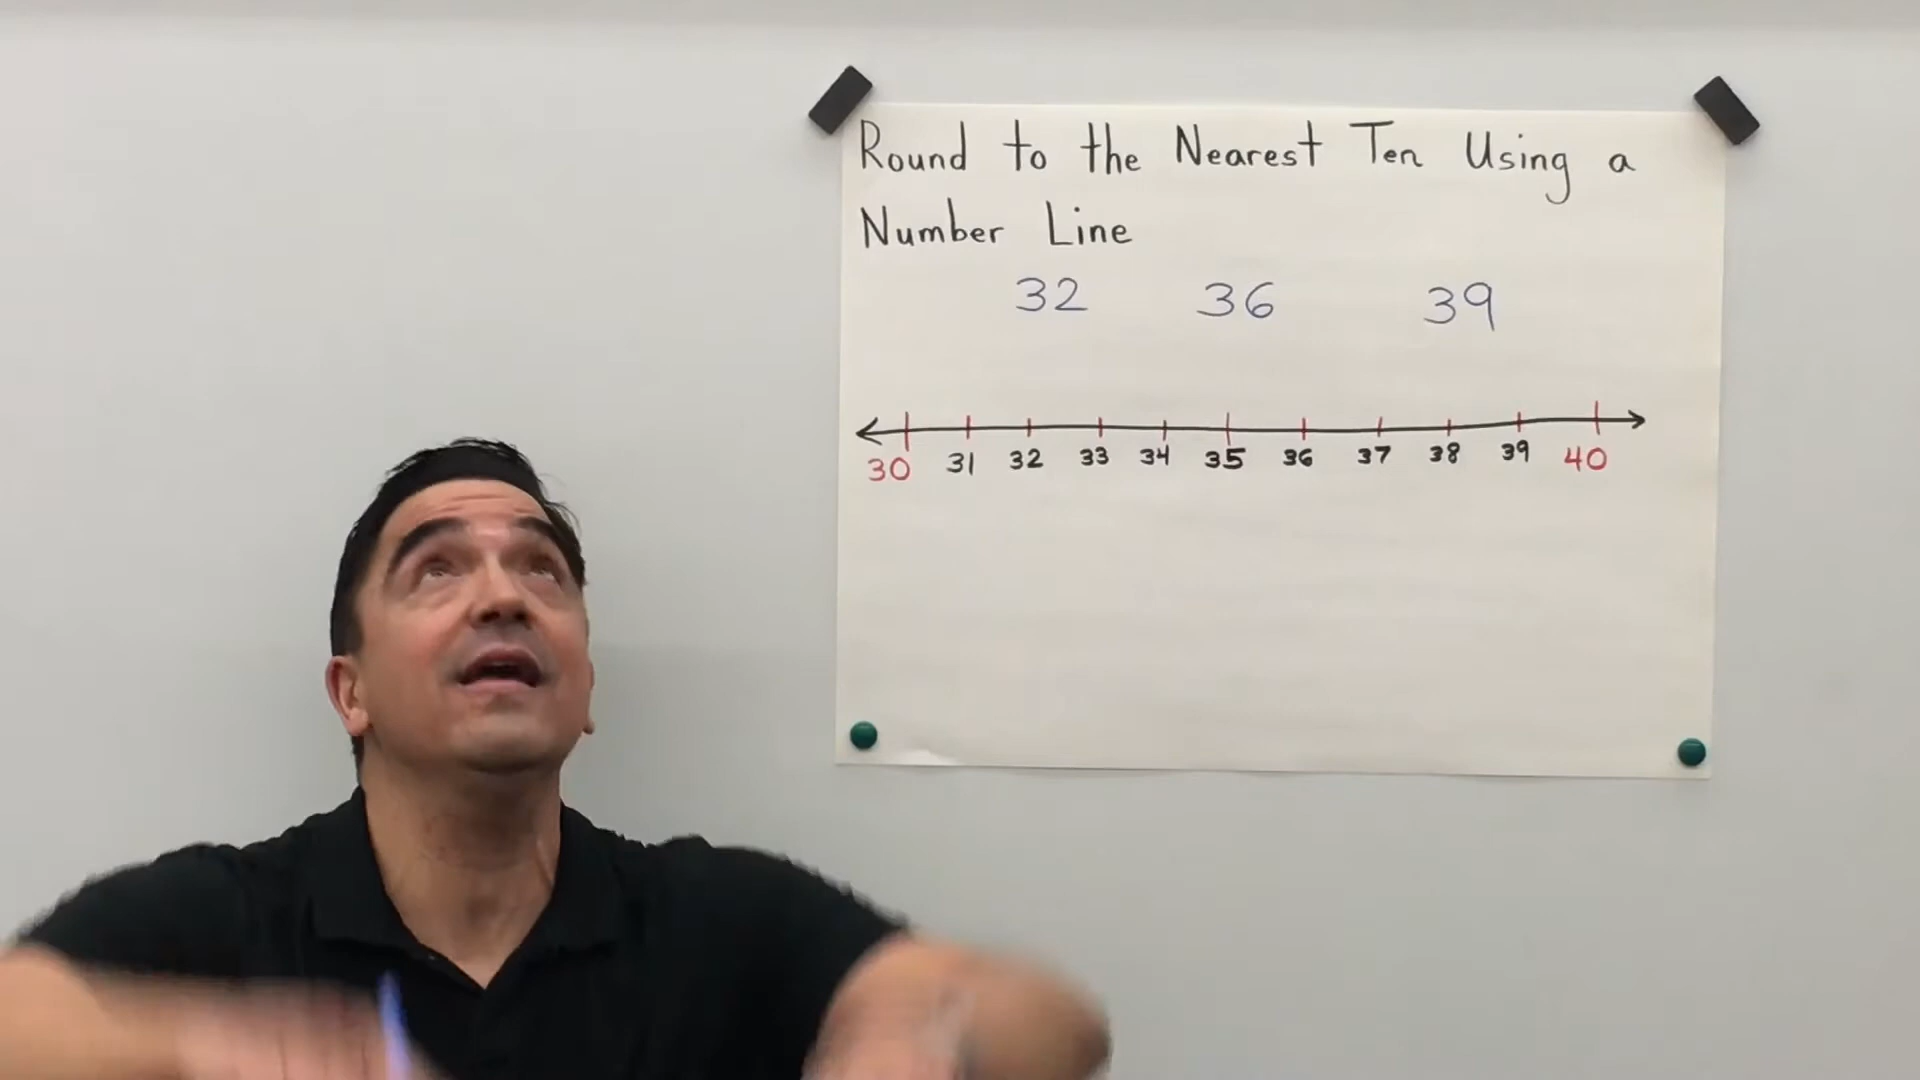 Round to the Nearest Ten Using a
Number Line
32 36 39
30 31 32 33 34 35 36 37 38 39 40